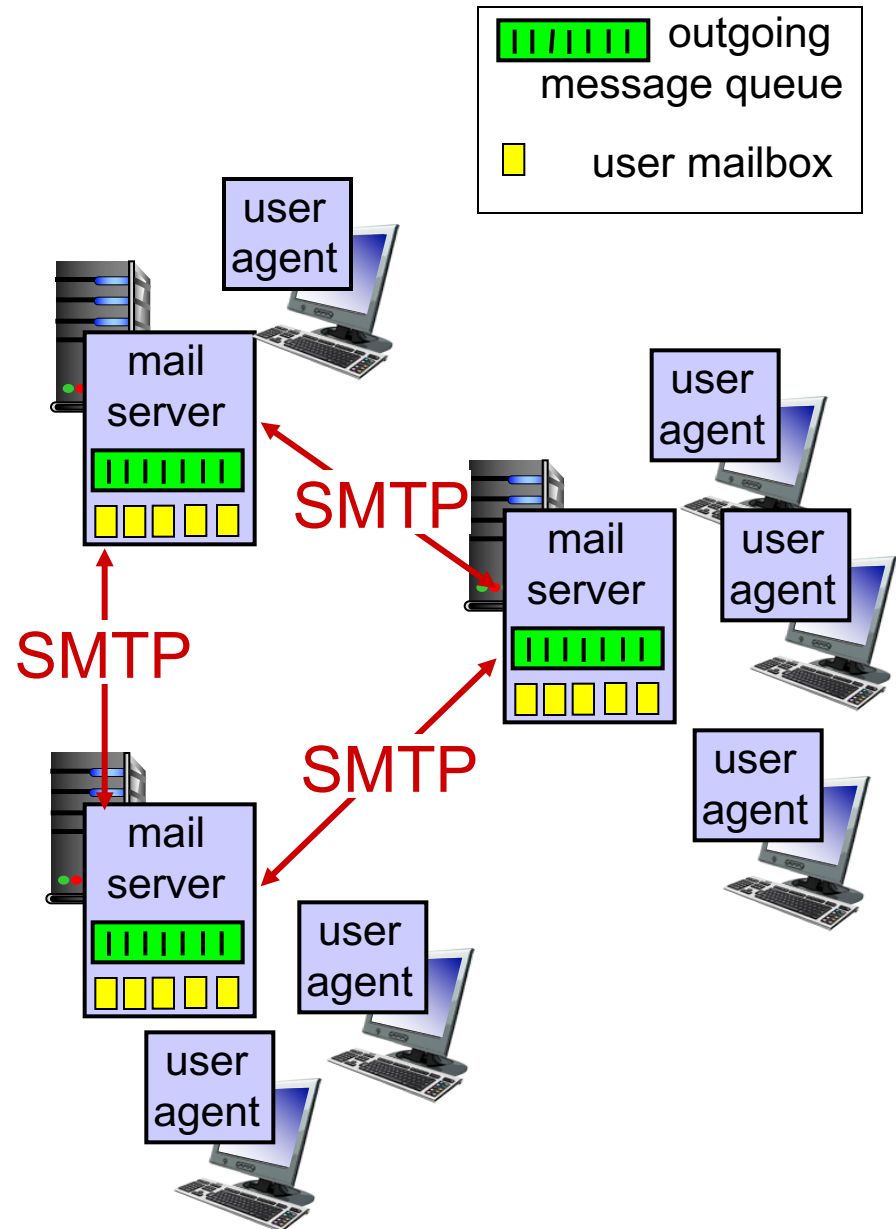 outgoing
message queue
user mailbox
user
agent
mail
server
user
agent
SMTP
mail
server
user
agent
SMTP
SMTP
user
agent
mail
server
user
agent
user
agent